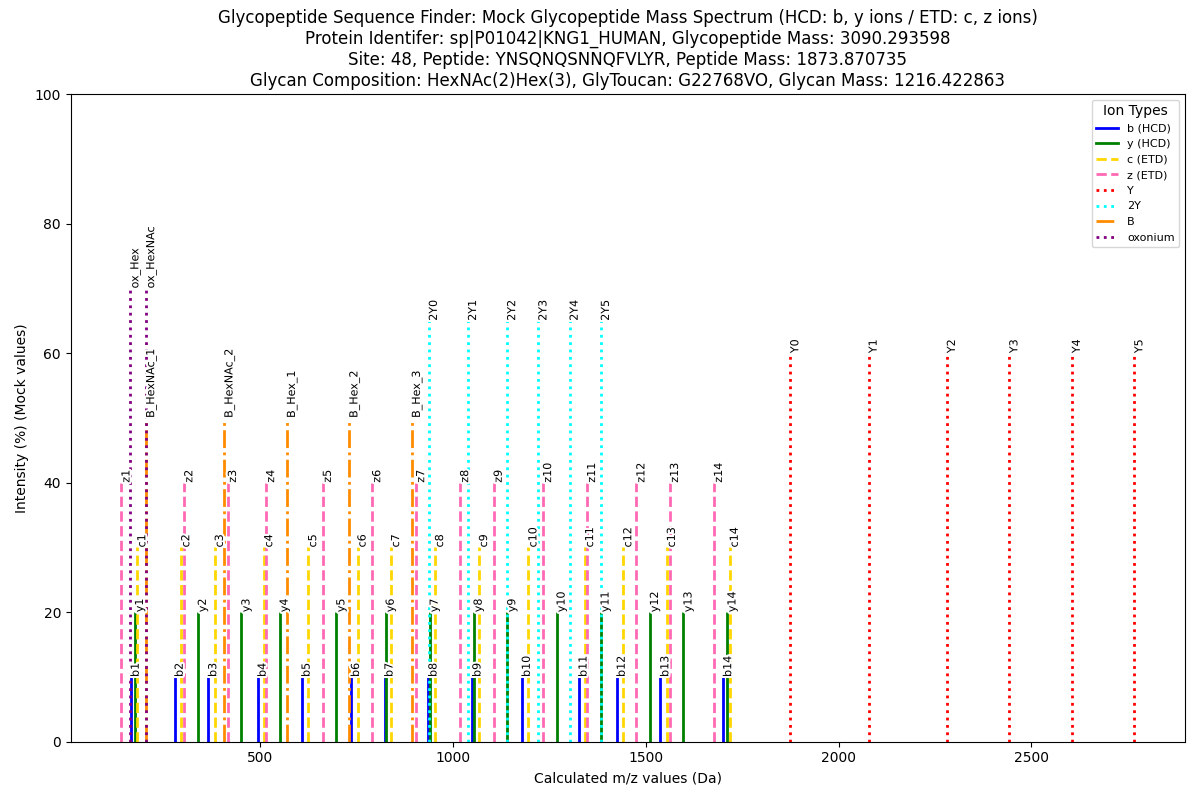 Glycopeptide Sequence Finder: Mock Glycopeptide Mass Spectrum (HCD: b, y ions / ETD: c, z ions)
Protein Identifer: sp|P01042|KNG1_HUMAN, Glycopeptide Mass: 3090.293598
Site: 48, Peptide: YNSQNQSNNQFVLYR, Peptide Mass: 1873.870735
Glycan Composition: HexNAc(2)Hex(3), GlyToucan: G22768VO, Glycan Mass: 1216.422863
Ion Types
b (HCD)
y (HCD)
c (ETD)
z (ETD)
Y
2Y
B
oxonium
Intensity (%) (Mock values)
100
80
60
40
20
0
ox_Hex
ox_HexNAc
2Y0
2Y1
2Y2
2Y3
2Y4
2Y5
Y0
Y1
Y2
Y3
Y4
Y5
B_HexNAc_1
B_HexNAc_2
B_Hex_1
B_Hex_2
B_Hex_3
z1
z2
z3
z4
z5
z6
z7
z8
z9
z10
z11
z12
z13
z14
c1
c2
c3
c4
c5
c6
c7
c8
c9
c10
c11
c12
c13
c14
y1
y2
y3
y4
y5
y6
y7
y8
y9
y10
y11
y12
y13
y14
b1
b2
b3
b4
b5
b6
b7
b8
b9
b10
b11
b12
b13
b14
500
1000
1500
2000
2500
Calculated m/z values (Da)